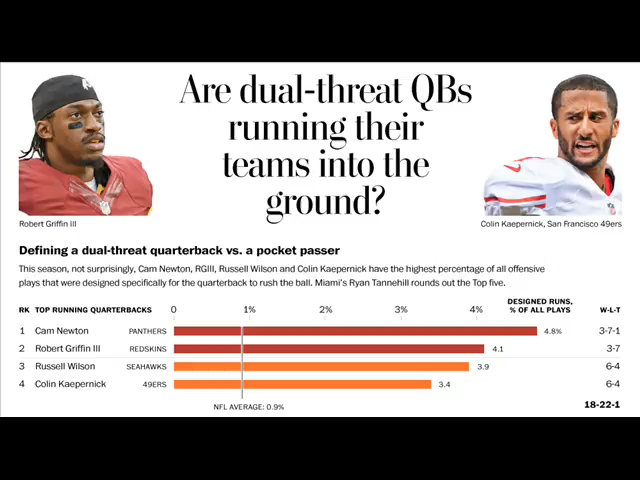 Are dual-threat QBs
running their
teams into the
ground?
Robert Griffin III
Colin Kaepernick, San Francisco 49ers
Defining a dual-threat quarterback vs. a pocket passer
This season, not surprisingly, Cam Newton, RGIII, Russell Wilson and Colin Kaepernick have the highest percentage of all offensive
plays that were designed specifically for the quarterback to rush the ball. Miami's Ryan Tannehill rounds out the Top five.
DESIGNED RUNS,
RK TOP RUNNING QUARTERBACKS 0 1% 2% 3% 4% % OF ALL PLAYS W-L-T
1 Cam Newton PANTHERS 4.8% 3-7-1
2 Robert Griffin III REDSKINS 4.1 3-7
3 Russell Wilson SEAHAWKS 3.9 6-4
4 Colin Kaepernick 49ERS 3.4 6-4
NFL AVERAGE: 0.9% 18-22-1